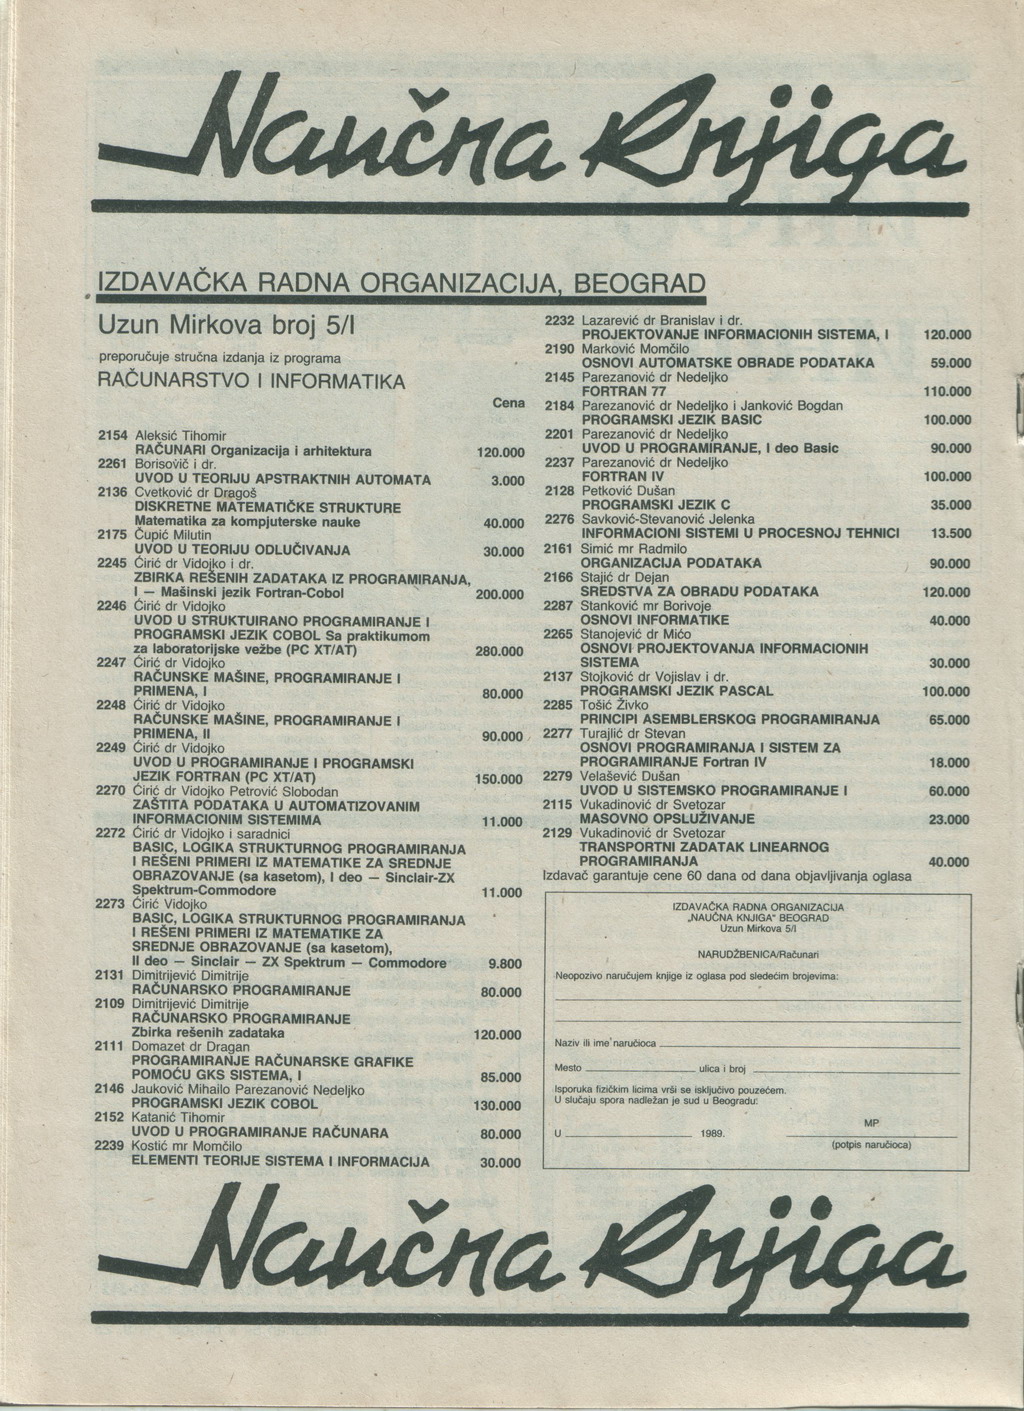 Naučna Knjiga
IZDAVAČKA RADNA ORGANIZACIJA, BEOGRAD
Uzun Mirkova broj 5/I
preporučuje stručna izdanja iz programa
RAČUNARSTVO I INFORMATIKA
Cena
2154 Aleksić Tihomir
RAČUNARI Organizacija i arhitektura 120.000
2261 Borisovič i dr.
UVOD U TEORIJU APSTRAKTNIH AUTOMATA 3.000
2136 Cvetković dr Dragoš
DISKRETNE MATEMATIČKE STRUKTURE
Matematika za kompjuterske nauke 40.000
2175 Čupić Milutin
UVOD U TEORIJU ODLUČIVANJA 30.000
2245 Ćirić dr Vidojko i dr.
ZBIRKA REŠENIH ZADATAKA IZ PROGRAMIRANJA,
I — Mašinski jezik Fortran-Cobol 200.000
2246 Ćirić dr Vidojko
UVOD U STRUKTUIRANO PROGRAMIRANJE I
PROGRAMSKI JEZIK COBOL Sa praktikumom
za laboratorijske vežbe (PC XT/AT) 280.000
2247 Ćirić dr Vidojko
RAČUNSKE MAŠINE, PROGRAMIRANJE I
PRIMENA, I 80.000
2248 Ćirić dr Vidojko
RAČUNSKE MAŠINE, PROGRAMIRANJE I
PRIMENA, II 90.000
2249 Ćirić dr Vidojko
UVOD U PROGRAMIRANJE I PROGRAMSKI
JEZIK FORTRAN (PC XT/AT) 150.000
2270 Ćirić dr Vidojko Petrović Slobodan
ZAŠTITA PODATAKA U AUTOMATIZOVANIM
INFORMACIONIM SISTEMIMA 11.000
2272 Ćirić dr Vidojko i saradnici
BASIC, LOGIKA STRUKTURNOG PROGRAMIRANJA
I REŠENI PRIMERI IZ MATEMATIKE ZA SREDNJE
OBRAZOVANJE (sa kasetom), I deo — Sinclair-ZX
Spektrum-Commodore 11.000
2273 Ćirić Vidojko
BASIC, LOGIKA STRUKTURNOG PROGRAMIRANJA
I REŠENI PRIMERI IZ MATEMATIKE ZA
SREDNJE OBRAZOVANJE (sa kasetom),
II deo — Sinclair — ZX Spektrum — Commodore 9.800
2131 Dimitrijević Dimitrije
RAČUNARSKO PROGRAMIRANJE 80.000
2109 Dimitrijević Dimitrije
RAČUNARSKO PROGRAMIRANJE
Zbirka rešenih zadataka 120.000
2111 Domazet dr Dragan
PROGRAMIRANJE RAČUNARSKE GRAFIKE
POMOĆU GKS SISTEMA, I 85.000
2146 Jauković Mihailo Parezanović Nedeljko
PROGRAMSKI JEZIK COBOL 130.000
2152 Katanić Tihomir
UVOD U PROGRAMIRANJE RAČUNARA 80.000
2239 Kostić mr Momčilo
ELEMENTI TEORIJE SISTEMA I INFORMACIJA 30.000
2232 Lazarević dr Branislav i dr.
PROJEKTOVANJE INFORMACIONIH SISTEMA, I 120.000
2190 Marković Momčilo
OSNOVI AUTOMATSKE OBRADE PODATAKA 59.000
2145 Parezanović dr Nedeljko
FORTRAN 77 110.000
2184 Parezanović dr Nedeljko i Janković Bogdan
PROGRAMSKI JEZIK BASIC 100.000
2201 Parezanović dr Nedeljko
UVOD U PROGRAMIRANJE, I deo Basic 90.000
2237 Parezanović dr Nedeljko
FORTRAN IV 100.000
2128 Petković Dušan
PROGRAMSKI JEZIK C 35.000
2276 Savković-Stevanović Jelenka
INFORMACIONI SISTEMI U PROCESNOJ TEHNICI 13.500
2161 Simić mr Radmilo
ORGANIZACIJA PODATAKA 90.000
2166 Stajić dr Dejan
SREDSTVA ZA OBRADU PODATAKA 120.000
2287 Stanković mr Borivoje
OSNOVI INFORMATIKE 40.000
2265 Stanojević dr Mićo
OSNOVI PROJEKTOVANJA INFORMACIONIH
SISTEMA 30.000
2137 Stojković dr Vojislav i dr.
PROGRAMSKI JEZIK PASCAL 100.000
2285 Tošić Živko
PRINCIPI ASEMBLERSKOG PROGRAMIRANJA 65.000
2277 Turajlić dr Stevan
OSNOVI PROGRAMIRANJA I SISTEM ZA
PROGRAMIRANJE Fortran IV 18.000
2279 Velašević Dušan
UVOD U SISTEMSKO PROGRAMIRANJE I 60.000
2115 Vukadinović dr Svetozar
MASOVNO OPSLUŽIVANJE 23.000
2129 Vukadinović dr Svetozar
TRANSPORTNI ZADATAK LINEARNOG
PROGRAMIRANJA 40.000
Izdavač garantuje cene 60 dana od dana objavljivanja oglasa
IZDAVAČKA RADNA ORGANIZACIJA
„NAUČNA KNJIGA“ BEOGRAD
Uzun Mirkova 5/I
NARUDŽBENICA/Računari
Neopozivo naručujem knjige iz oglasa pod sledećim brojevima:
Naziv ili ime naručioca
Mesto ulica i broj
Isporuka fizičkim licima vrši se isključivo pouzećem.
U slučaju spora nadležan je sud u Beogradu:
MP
U 1989.
(potpis naručioca)
Naučna Knjiga